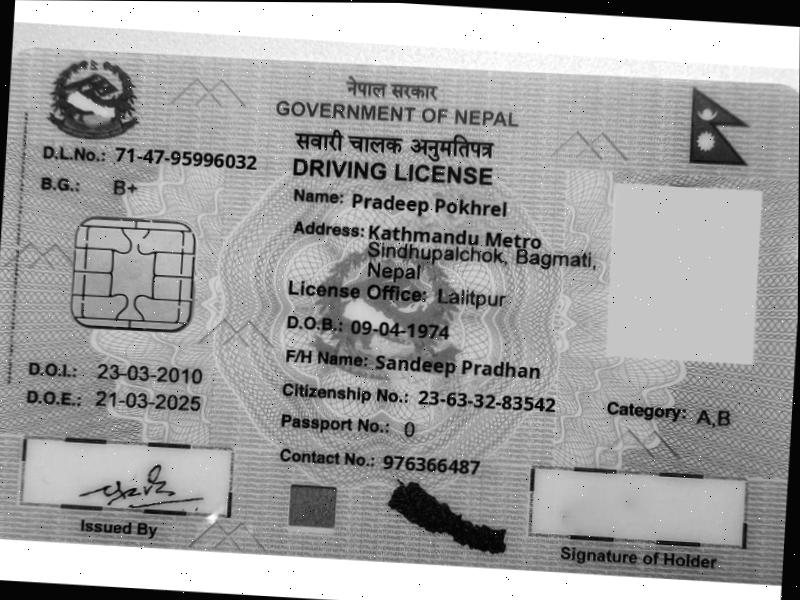 नेपाल सरकार
GOVERNMENT OF NEPAL
सवारी चालक अनुमतिपत्र
DRIVING LICENSE
D.L.No.: 71-47-95996032
B.G.: B+
Name: Pradeep Pokhrel
Address: Kathmandu Metro
Sindhupalchok, Bagmati,
Nepal
License Office: Lalitpur
D.O.B.: 09-04-1974
F/H Name: Sandeep Pradhan
D.O.I.: 23-03-2010
D.O.E.: 21-03-2025
Citizenship No.: 23-63-32-83542
Category: A,B
Passport No.: 0
Contact No.: 976366487
Issued By
Signature of Holder